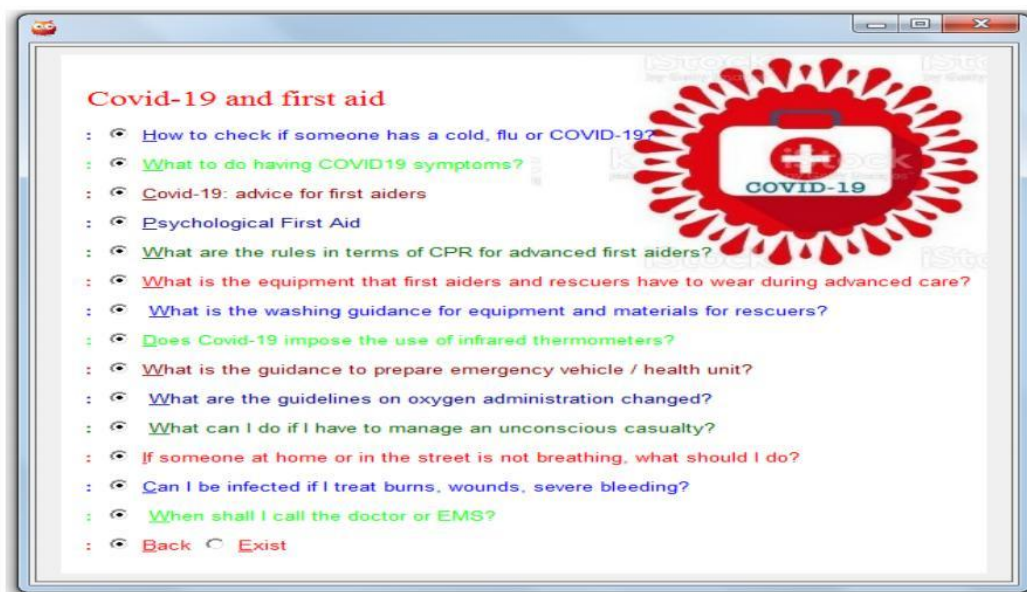 Covid-19 and first aid
: How to check if someone has a cold, flu or COVID-19?
: What to do having COVID19 symptoms?
: Covid-19: advice for first aiders
: Psychological First Aid
: What are the rules in terms of CPR for advanced first aiders?
: What is the equipment that first aiders and rescuers have to wear during advanced care?
: What is the washing guidance for equipment and materials for rescuers?
: Does Covid-19 impose the use of infrared thermometers?
: What is the guidance to prepare emergency vehicle / health unit?
: What are the guidelines on oxygen administration changed?
: What can I do if I have to manage an unconscious casualty?
: If someone at home or in the street is not breathing, what should I do?
: Can I be infected if I treat burns, wounds, severe bleeding?
: When shall I call the doctor or EMS?
: Back Exist
COVID-19
iStock